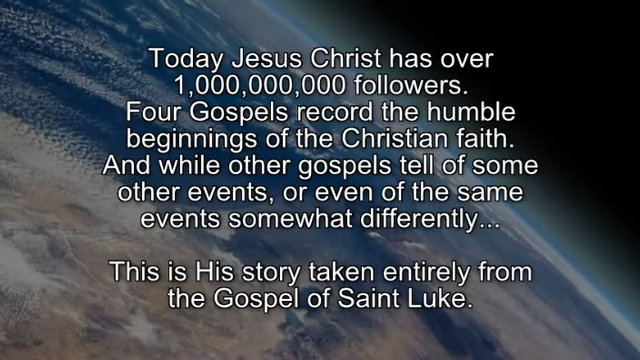 Today Jesus Christ has over
1,000,000,000 followers.
Four Gospels record the humble
beginnings of the Christian faith.
And while other gospels tell of some
other events, or even of the same
events somewhat differently...
This is His story taken entirely from
the Gospel of Saint Luke.